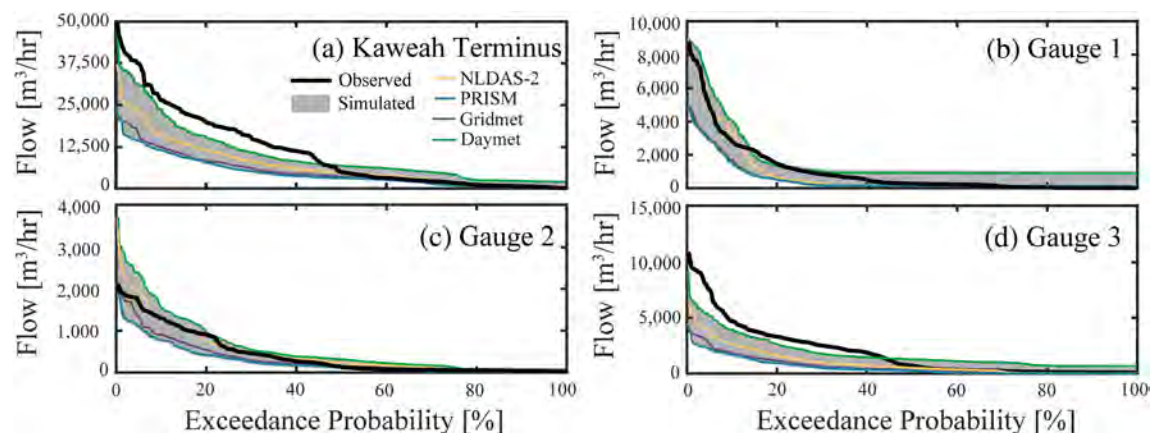 50,000
37,500
25,000
12,500
0
Flow [m³/hr]
(a) Kaweah Terminus
Observed
Simulated
NLDAS-2
PRISM
Gridmet
Daymet
10,000
8,000
6,000
4,000
2,000
0
Flow [m³/hr]
(b) Gauge 1
4,000
3,000
2,000
1,000
0
Flow [m³/hr]
(c) Gauge 2
0 20 40 60 80 100
Exceedance Probability [%]
15,000
10,000
5,000
0
Flow [m³/hr]
(d) Gauge 3
0 20 40 60 80 100
Exceedance Probability [%]